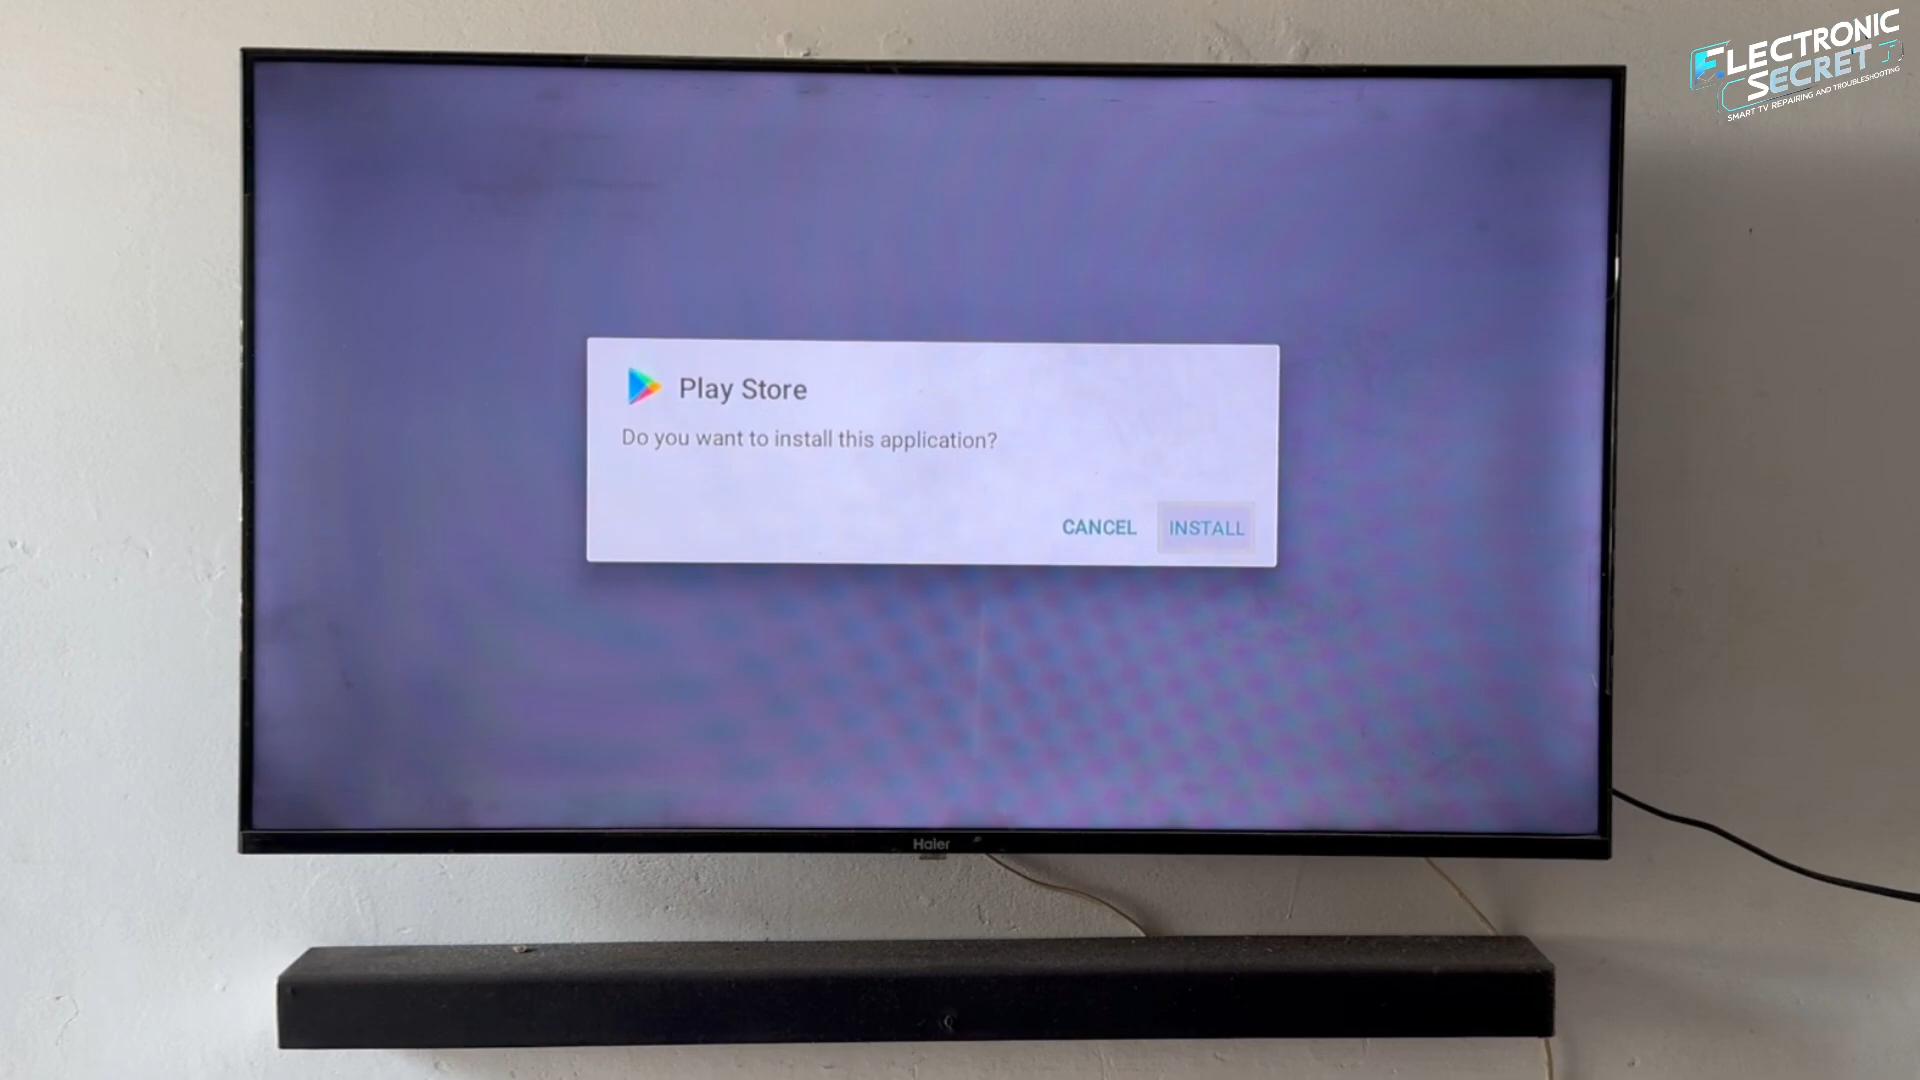 ELECTRONIC
SECRET
SMART TV REPAIRING AND TROUBLESHOOTING
Play Store
Do you want to install this application?
CANCEL INSTALL
Haier